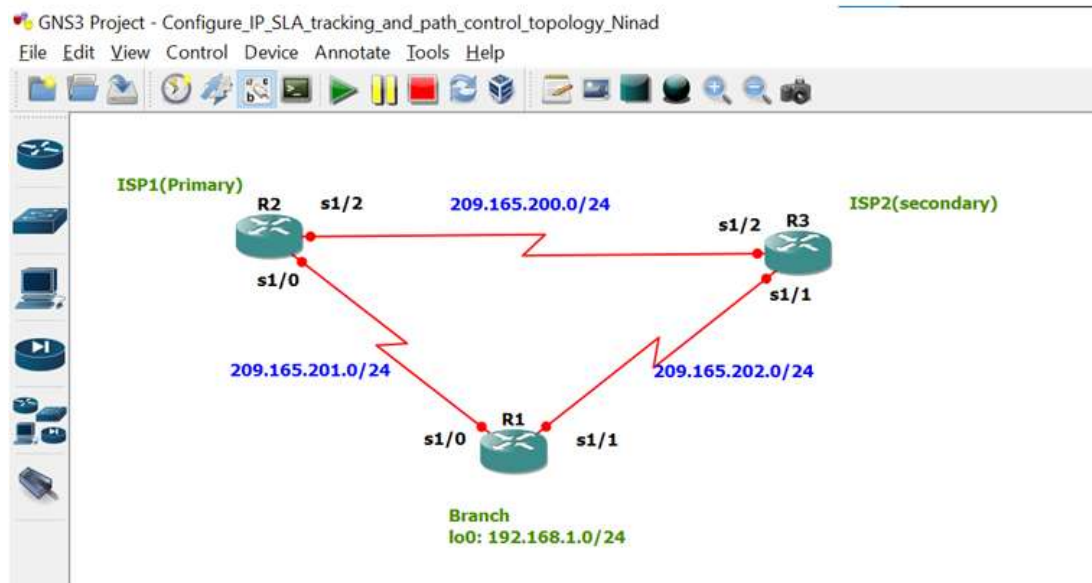 GNS3 Project - Configure_IP_SLA_tracking_and_path_control_topology_Ninad
File Edit View Control Device Annotate Tools Help
ISP1(Primary)
R2
s1/2
209.165.200.0/24
ISP2(secondary)
s1/2
R3
s1/0
s1/1
209.165.201.0/24
209.165.202.0/24
R1
s1/0
s1/1
Branch
lo0: 192.168.1.0/24